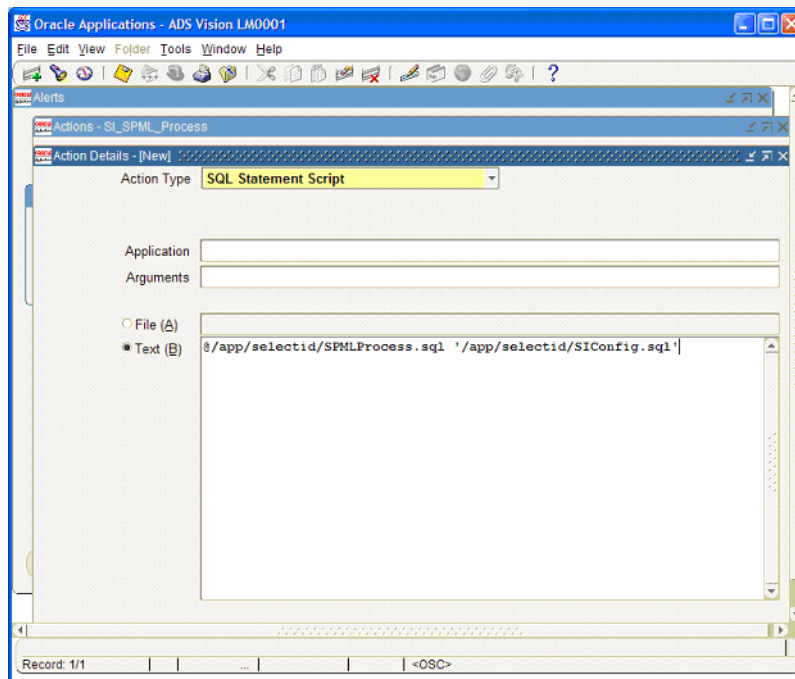 Oracle Applications - ADS Vision LM0001
File Edit View Folder Tools Window Help
Alerts
Actions - SI_SPML_Process
Action Details - [New]
Action Type SQL Statement Script
Application
Arguments
File (A)
Text (B) @/app/selectid/SPMLProcess.sql '/app/selectid/SIConfig.sql'
Record: 1/1 ... <OSC>